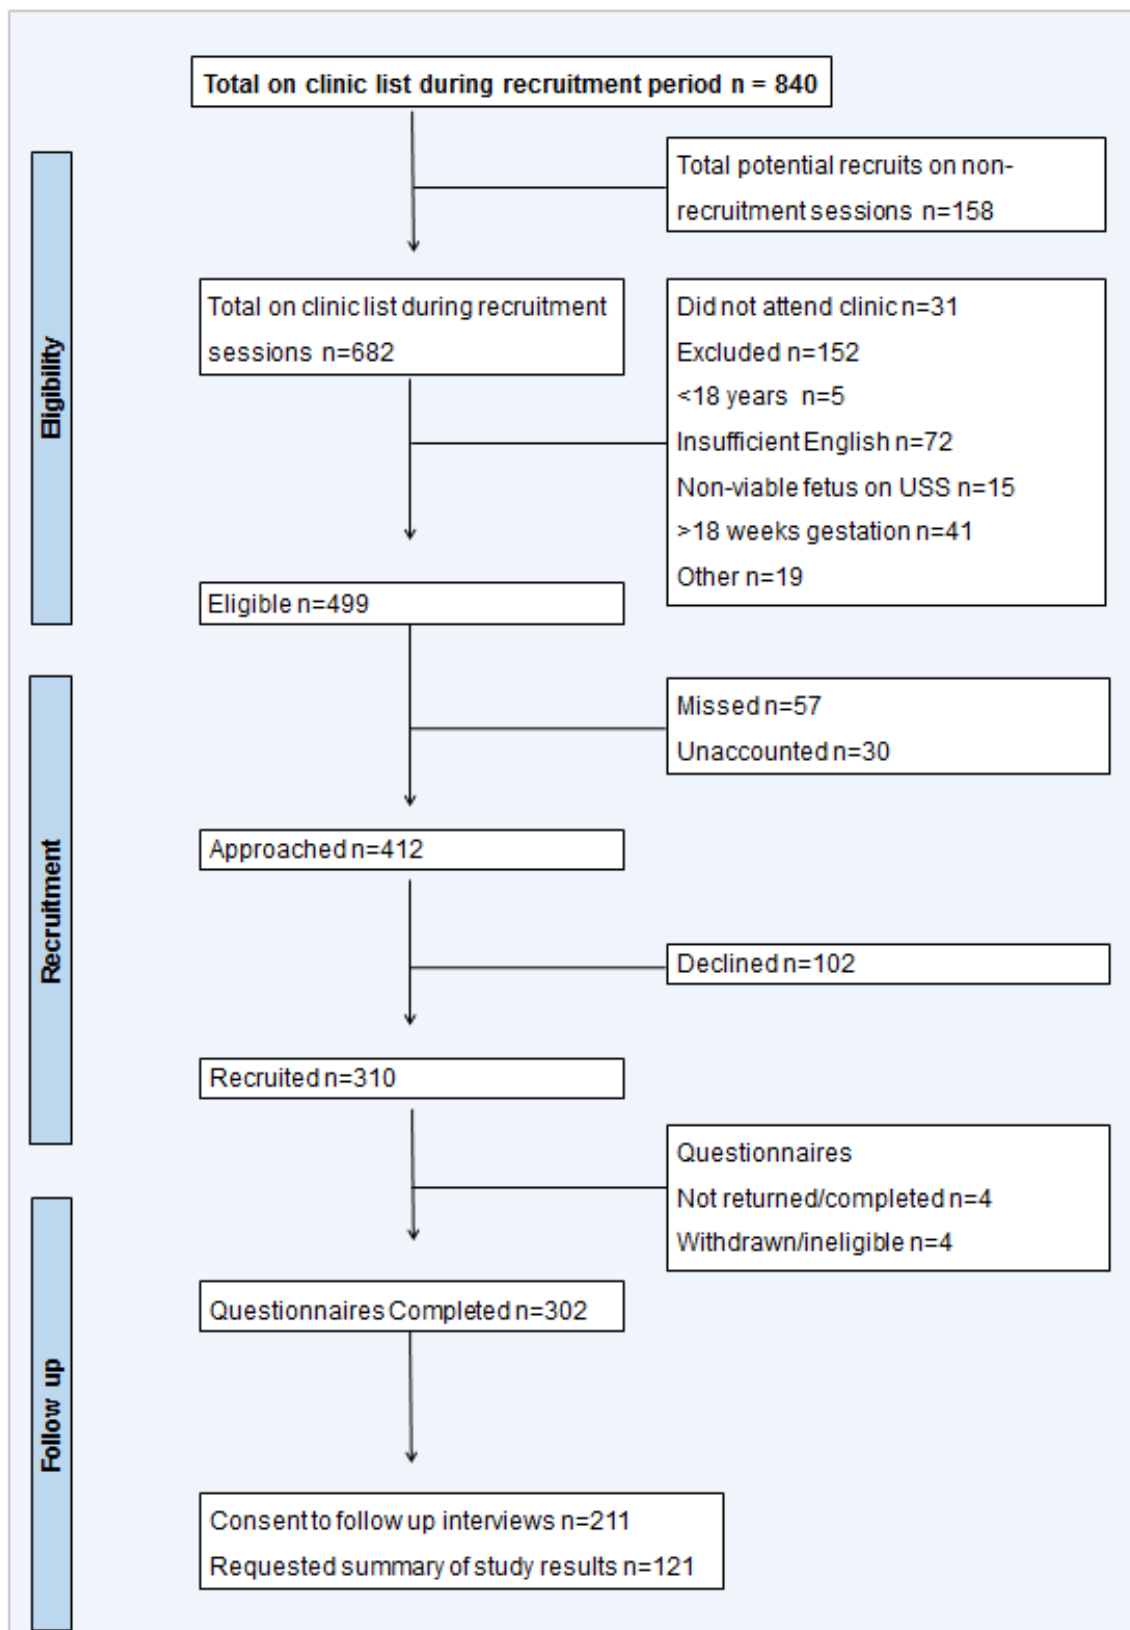 Total on clinic list during recruitment period n = 840
Eligibility
Total potential recruits on non-
recruitment sessions n=158
Total on clinic list during recruitment
sessions n=682
Did not attend clinic n=31
Excluded n=152
<18 years n=5
Insufficient English n=72
Non-viable fetus on USS n=15
>18 weeks gestation n=41
Other n=19
Eligible n=499
Recruitment
Missed n=57
Unaccounted n=30
Approached n=412
Declined n=102
Recruited n=310
Questionnaires
Not returned/completed n=4
Withdrawn/ineligible n=4
Follow up
Questionnaires Completed n=302
Consent to follow up interviews n=211
Requested summary of study results n=121